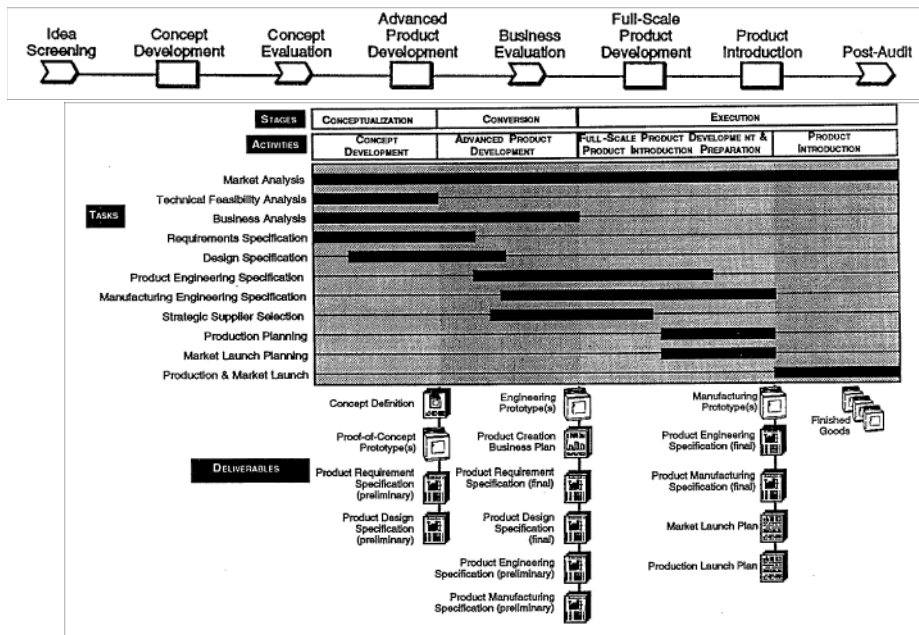 Idea
Screening
Concept
Development
Concept
Evaluation
Advanced
Product
Development
Business
Evaluation
Full-Scale
Product
Development
Product
Introduction
Post-Audit
STAGES
CONCEPTUALIZATION
CONVERSION
EXECUTION
ACTIVITIES
CONCEPT
DEVELOPMENT
ADVANCED PRODUCT
DEVELOPMENT
FULL-SCALE PRODUCT DEVELOPMENT &
PRODUCT INTRODUCTION PREPARATION
PRODUCT
INTRODUCTION
TASKS
Market Analysis
Technical Feasibility Analysis
Business Analysis
Requirements Specification
Design Specification
Product Engineering Specification
Manufacturing Engineering Specification
Strategic Supplier Selection
Production Planning
Market Launch Planning
Production & Market Launch
DELIVERABLES
Concept Definition
Proof-of-Concept
Prototype(s)
Product Requirement
Specification
(preliminary)
Product Design
Specification
(preliminary)
Engineering
Prototype(s)
Product Creation
Business Plan
Product Requirement
Specification (final)
Product Design
Specification
(final)
Product Engineering
Specification (preliminary)
Product Manufacturing
Specification (preliminary)
Manufacturing
Prototype(s)
Product Engineering
Specification (final)
Product Manufacturing
Specification (final)
Market Launch Plan
Production Launch Plan
Finished
Goods